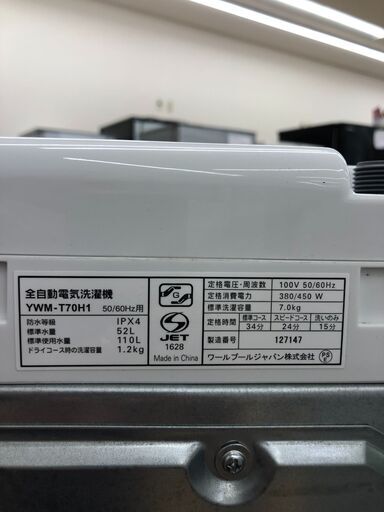 全自動電気洗濯機
YWM-T70H1 50/60Hz用
防水等級 IPX4
標準水量 52L
標準使用水量 110L
ドライコース時の洗濯容量 1.2kg
G
JET
1628
Made in China
定格電圧・周波数 100V 50/60Hz
定格消費電力 380/450 W
標準洗濯容量 7.0kg
定格時間 標準コース スピードコース 洗いのみ
34分 24分 15分
製造番号 127147
ワールプールジャパン株式会社
PS
E